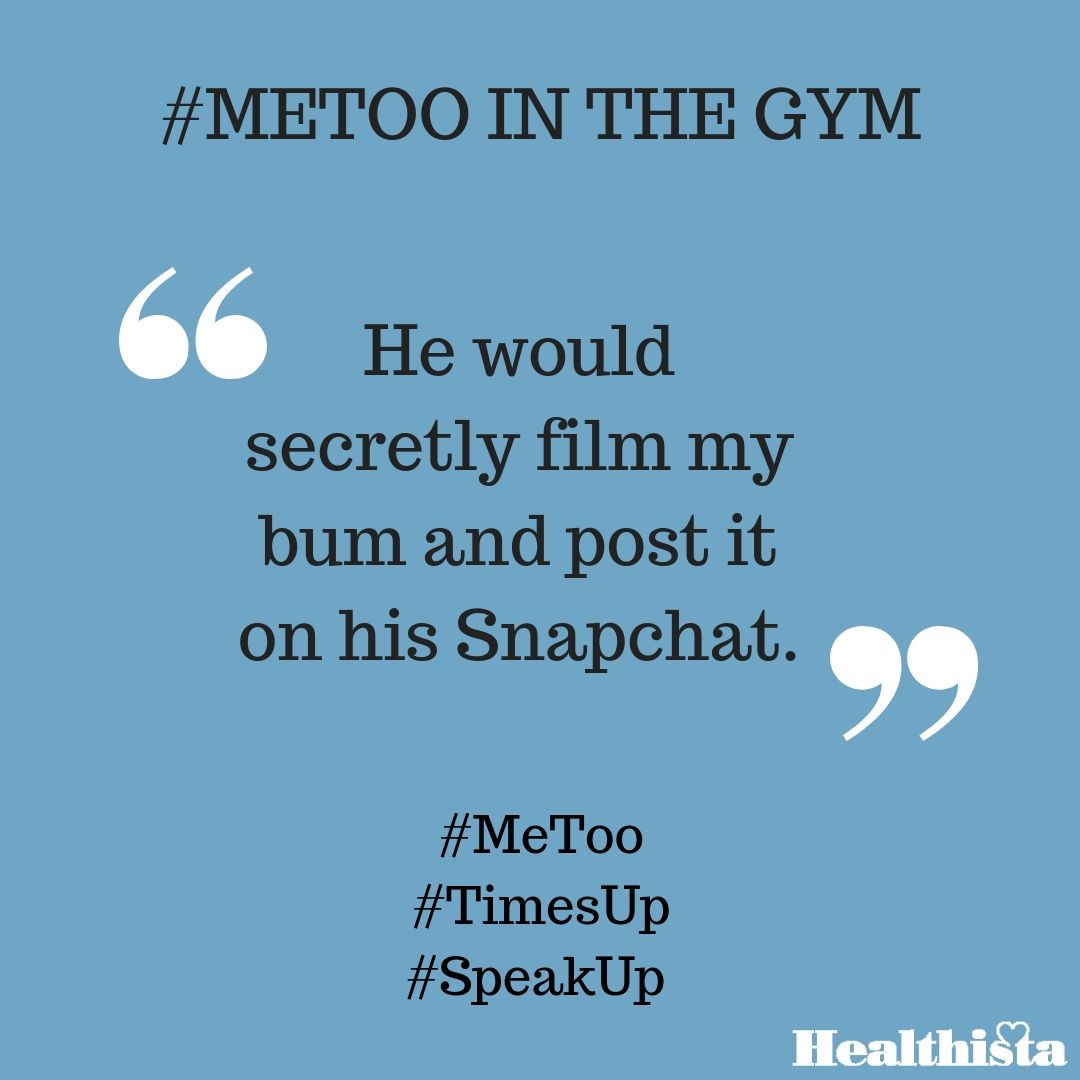 #METOO IN THE GYM
“
He would
secretly film my
bum and post it
on his Snapchat.
”
#MeToo
#TimesUp
#SpeakUp
Healthista